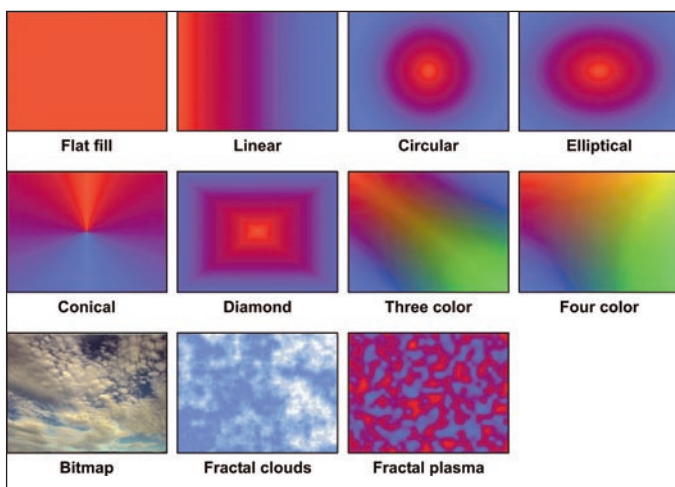 Flat fill
Linear
Circular
Elliptical
Conical
Diamond
Three color
Four color
Bitmap
Fractal clouds
Fractal plasma